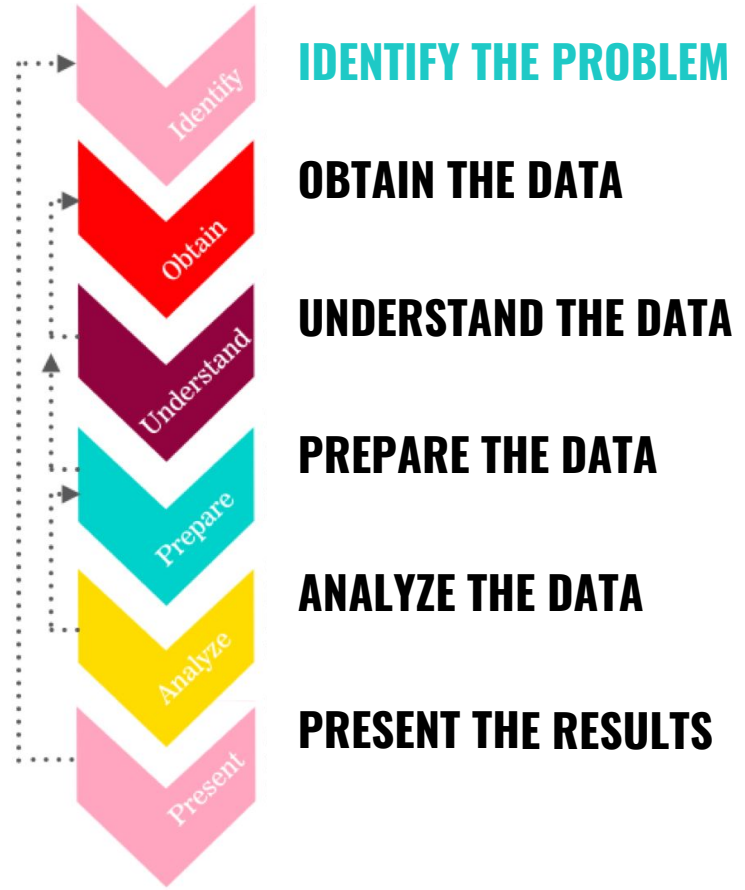 IDENTIFY THE PROBLEM
Identify
OBTAIN THE DATA
Obtain
UNDERSTAND THE DATA
Understand
PREPARE THE DATA
Prepare
ANALYZE THE DATA
Analyze
PRESENT THE RESULTS
Present